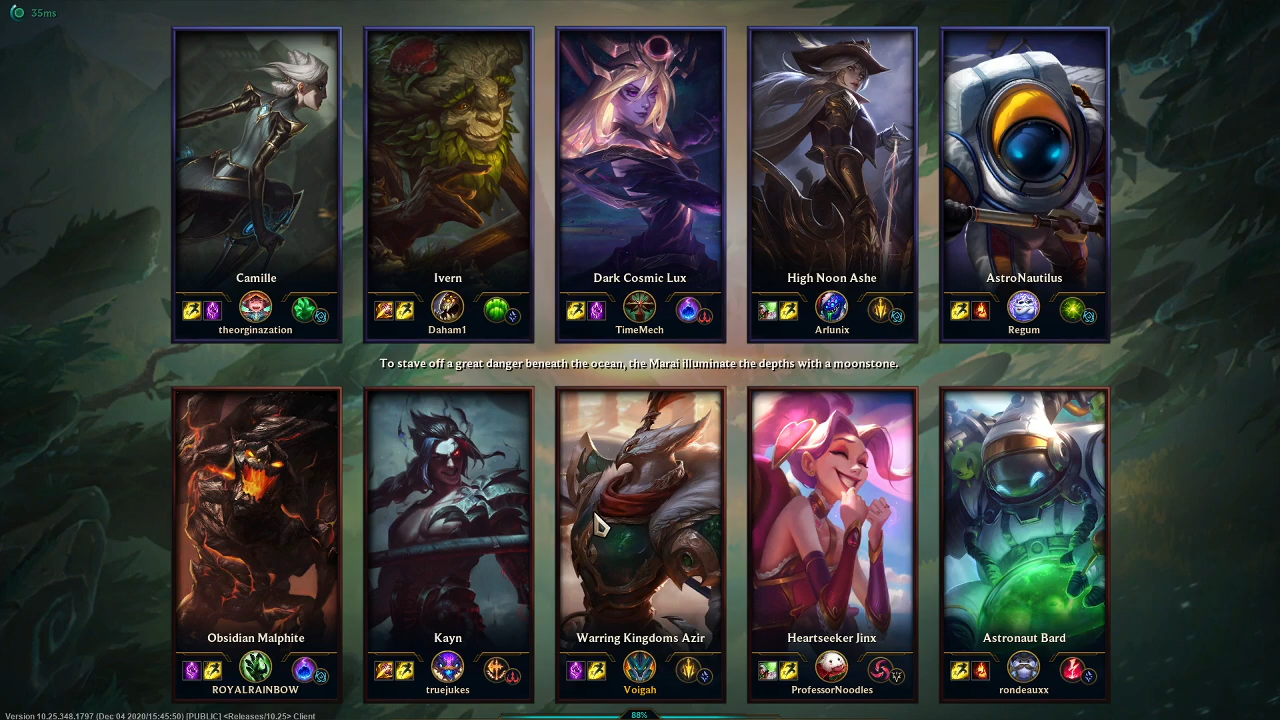 35ms
Camille
theorginazation
Ivern
Daham1
Dark Cosmic Lux
TimeMech
High Noon Ashe
Arlunix
AstroNautilus
Regum
To stave off a great danger beneath the ocean, the Marai illuminate the depths with a moonstone.
Obsidian Malphite
ROYALRAINBOW
Kayn
truejukes
Warring Kingdoms Azir
Voigah
Heartseeker Jinx
ProfessorNoodles
Astronaut Bard
rondeauxx
Version 10.25.348.1797 (Dec 04 2020/15:45:50) [PUBLIC] <Releases/10.25> Client
88%